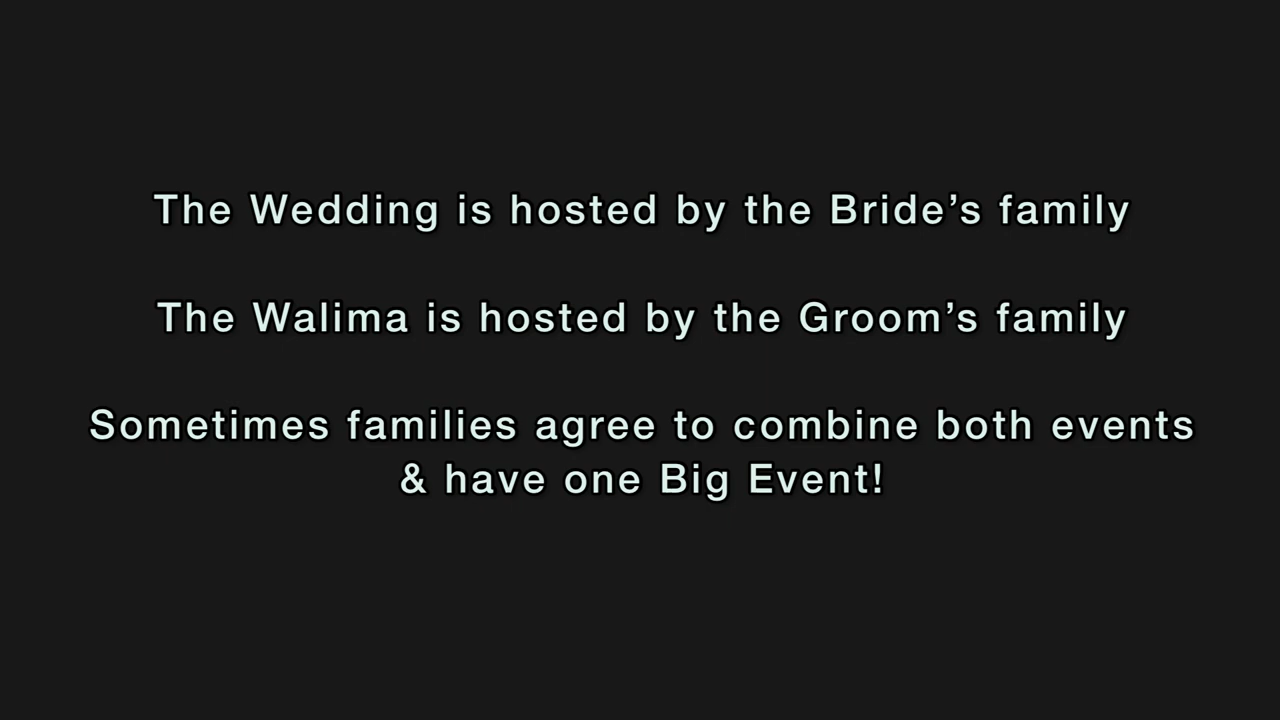 The Wedding is hosted by the Bride’s family
The Walima is hosted by the Groom’s family
Sometimes families agree to combine both events
& have one Big Event!